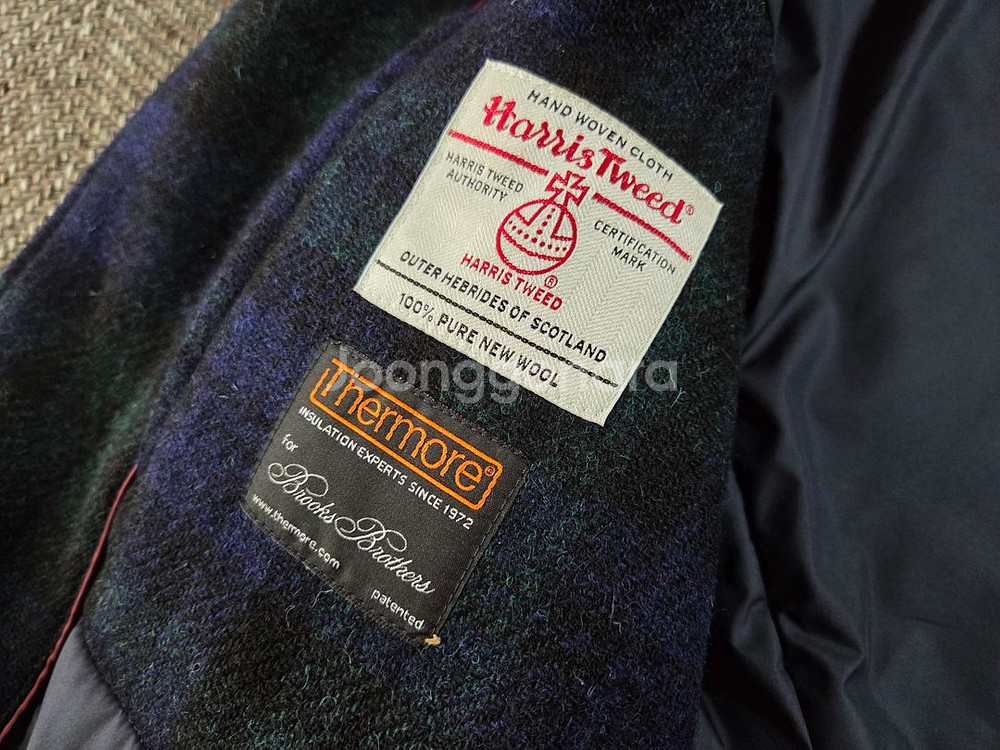 HAND WOVEN CLOTH
Harris Tweed®
HARRIS TWEED
AUTHORITY
CERTIFICATION
MARK
HARRIS TWEED®
OUTER HEBRIDES OF SCOTLAND
100% PURE NEW WOOL
Joonggonara
Thermore®
INSULATION EXPERTS SINCE 1972
for
Brooks Brothers
www.thermore.com
patented